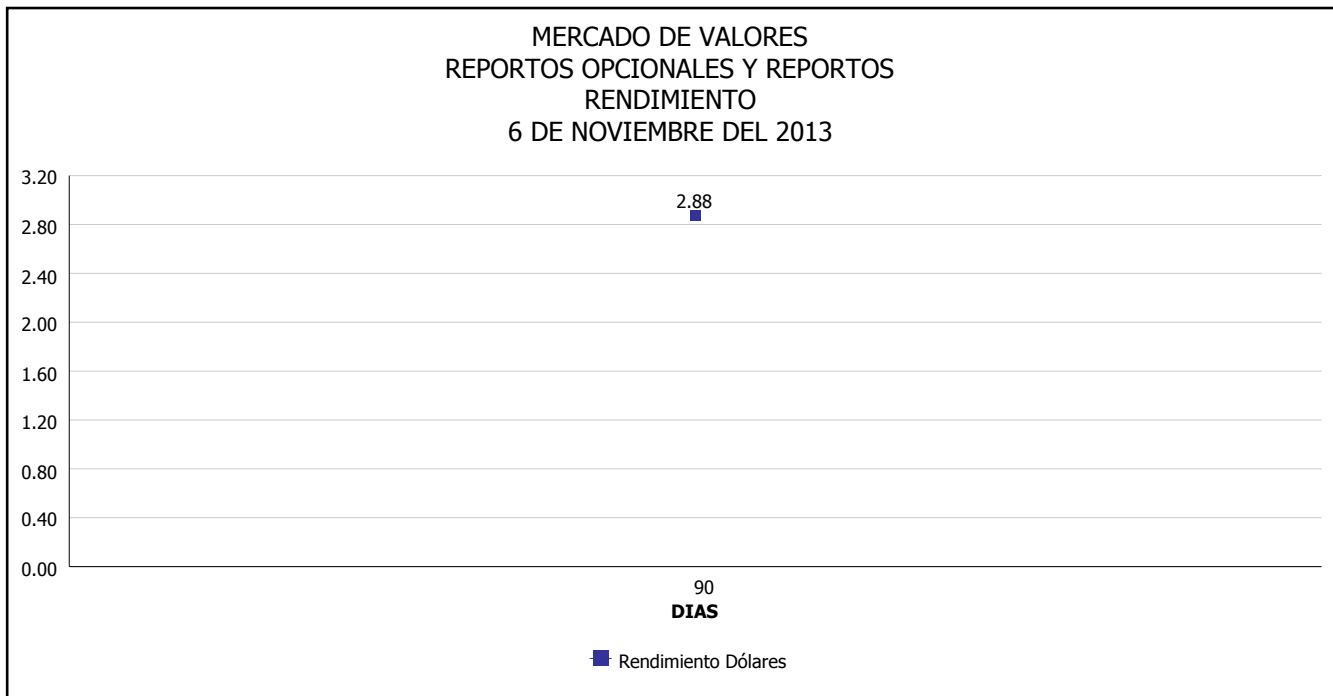 MERCADO DE VALORES
REPORTOS OPCIONALES Y REPORTOS
RENDIMIENTO
6 DE NOVIEMBRE DEL 2013
3.20
2.88
2.80
2.40
2.00
1.60
1.20
0.80
0.40
0.00
90
DIAS
Rendimiento Dólares